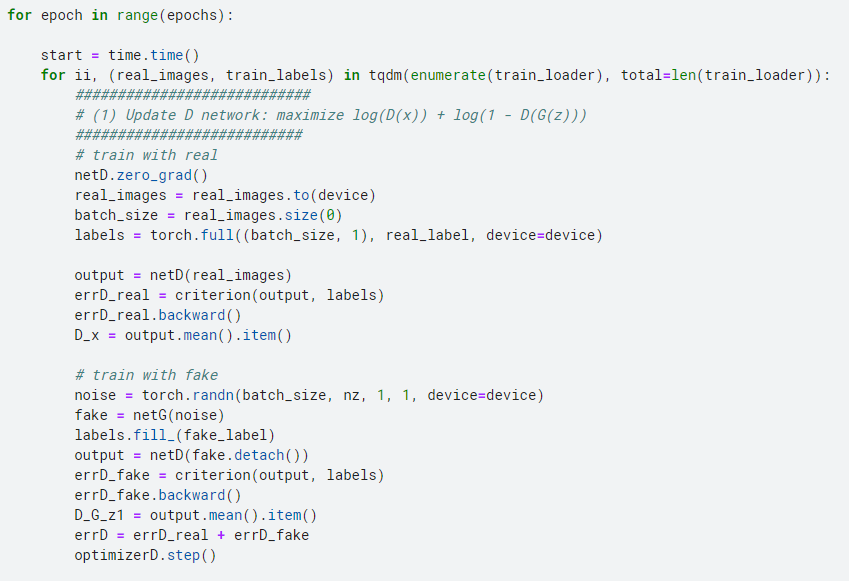 for epoch in range(epochs):
start = time.time()
for ii, (real_images, train_labels) in tqdm(enumerate(train_loader), total=len(train_loader)):
############################
# (1) Update D network: maximize log(D(x)) + log(1 - D(G(z)))
###########################
# train with real
netD.zero_grad()
real_images = real_images.to(device)
batch_size = real_images.size(0)
labels = torch.full((batch_size, 1), real_label, device=device)
output = netD(real_images)
errD_real = criterion(output, labels)
errD_real.backward()
D_x = output.mean().item()
# train with fake
noise = torch.randn(batch_size, nz, 1, 1, device=device)
fake = netG(noise)
labels.fill_(fake_label)
output = netD(fake.detach())
errD_fake = criterion(output, labels)
errD_fake.backward()
D_G_z1 = output.mean().item()
errD = errD_real + errD_fake
optimizerD.step()